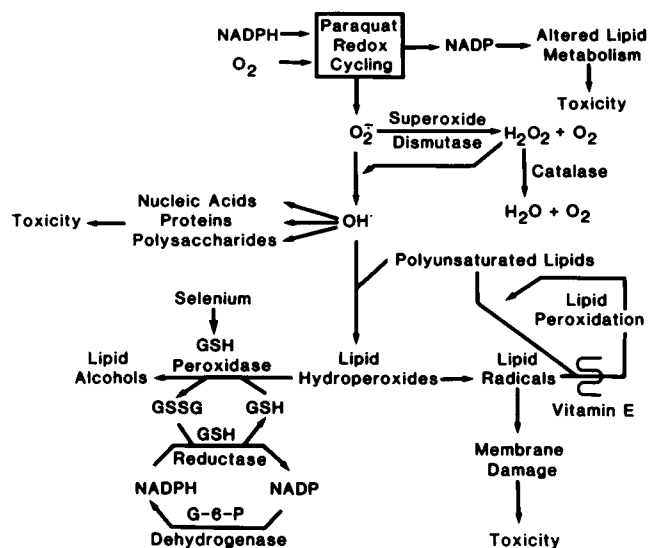 NADPH
O2
Paraquat
Redox
Cycling
NADP
Altered Lipid
Metabolism
Toxicity
O2∸
Superoxide
Dismutase
H2O2 + O2
Catalase
H2O + O2
Toxicity
Nucleic Acids
Proteins
Polysaccharides
OH·
Polyunsaturated Lipids
Lipid
Peroxidation
Selenium
GSH
Peroxidase
Lipid
Alcohols
Lipid
Hydroperoxides
Lipid
Radicals
Vitamin E
GSSG
GSH
GSH
Reductase
NADPH
NADP
G-6-P
Dehydrogenase
Membrane
Damage
Toxicity